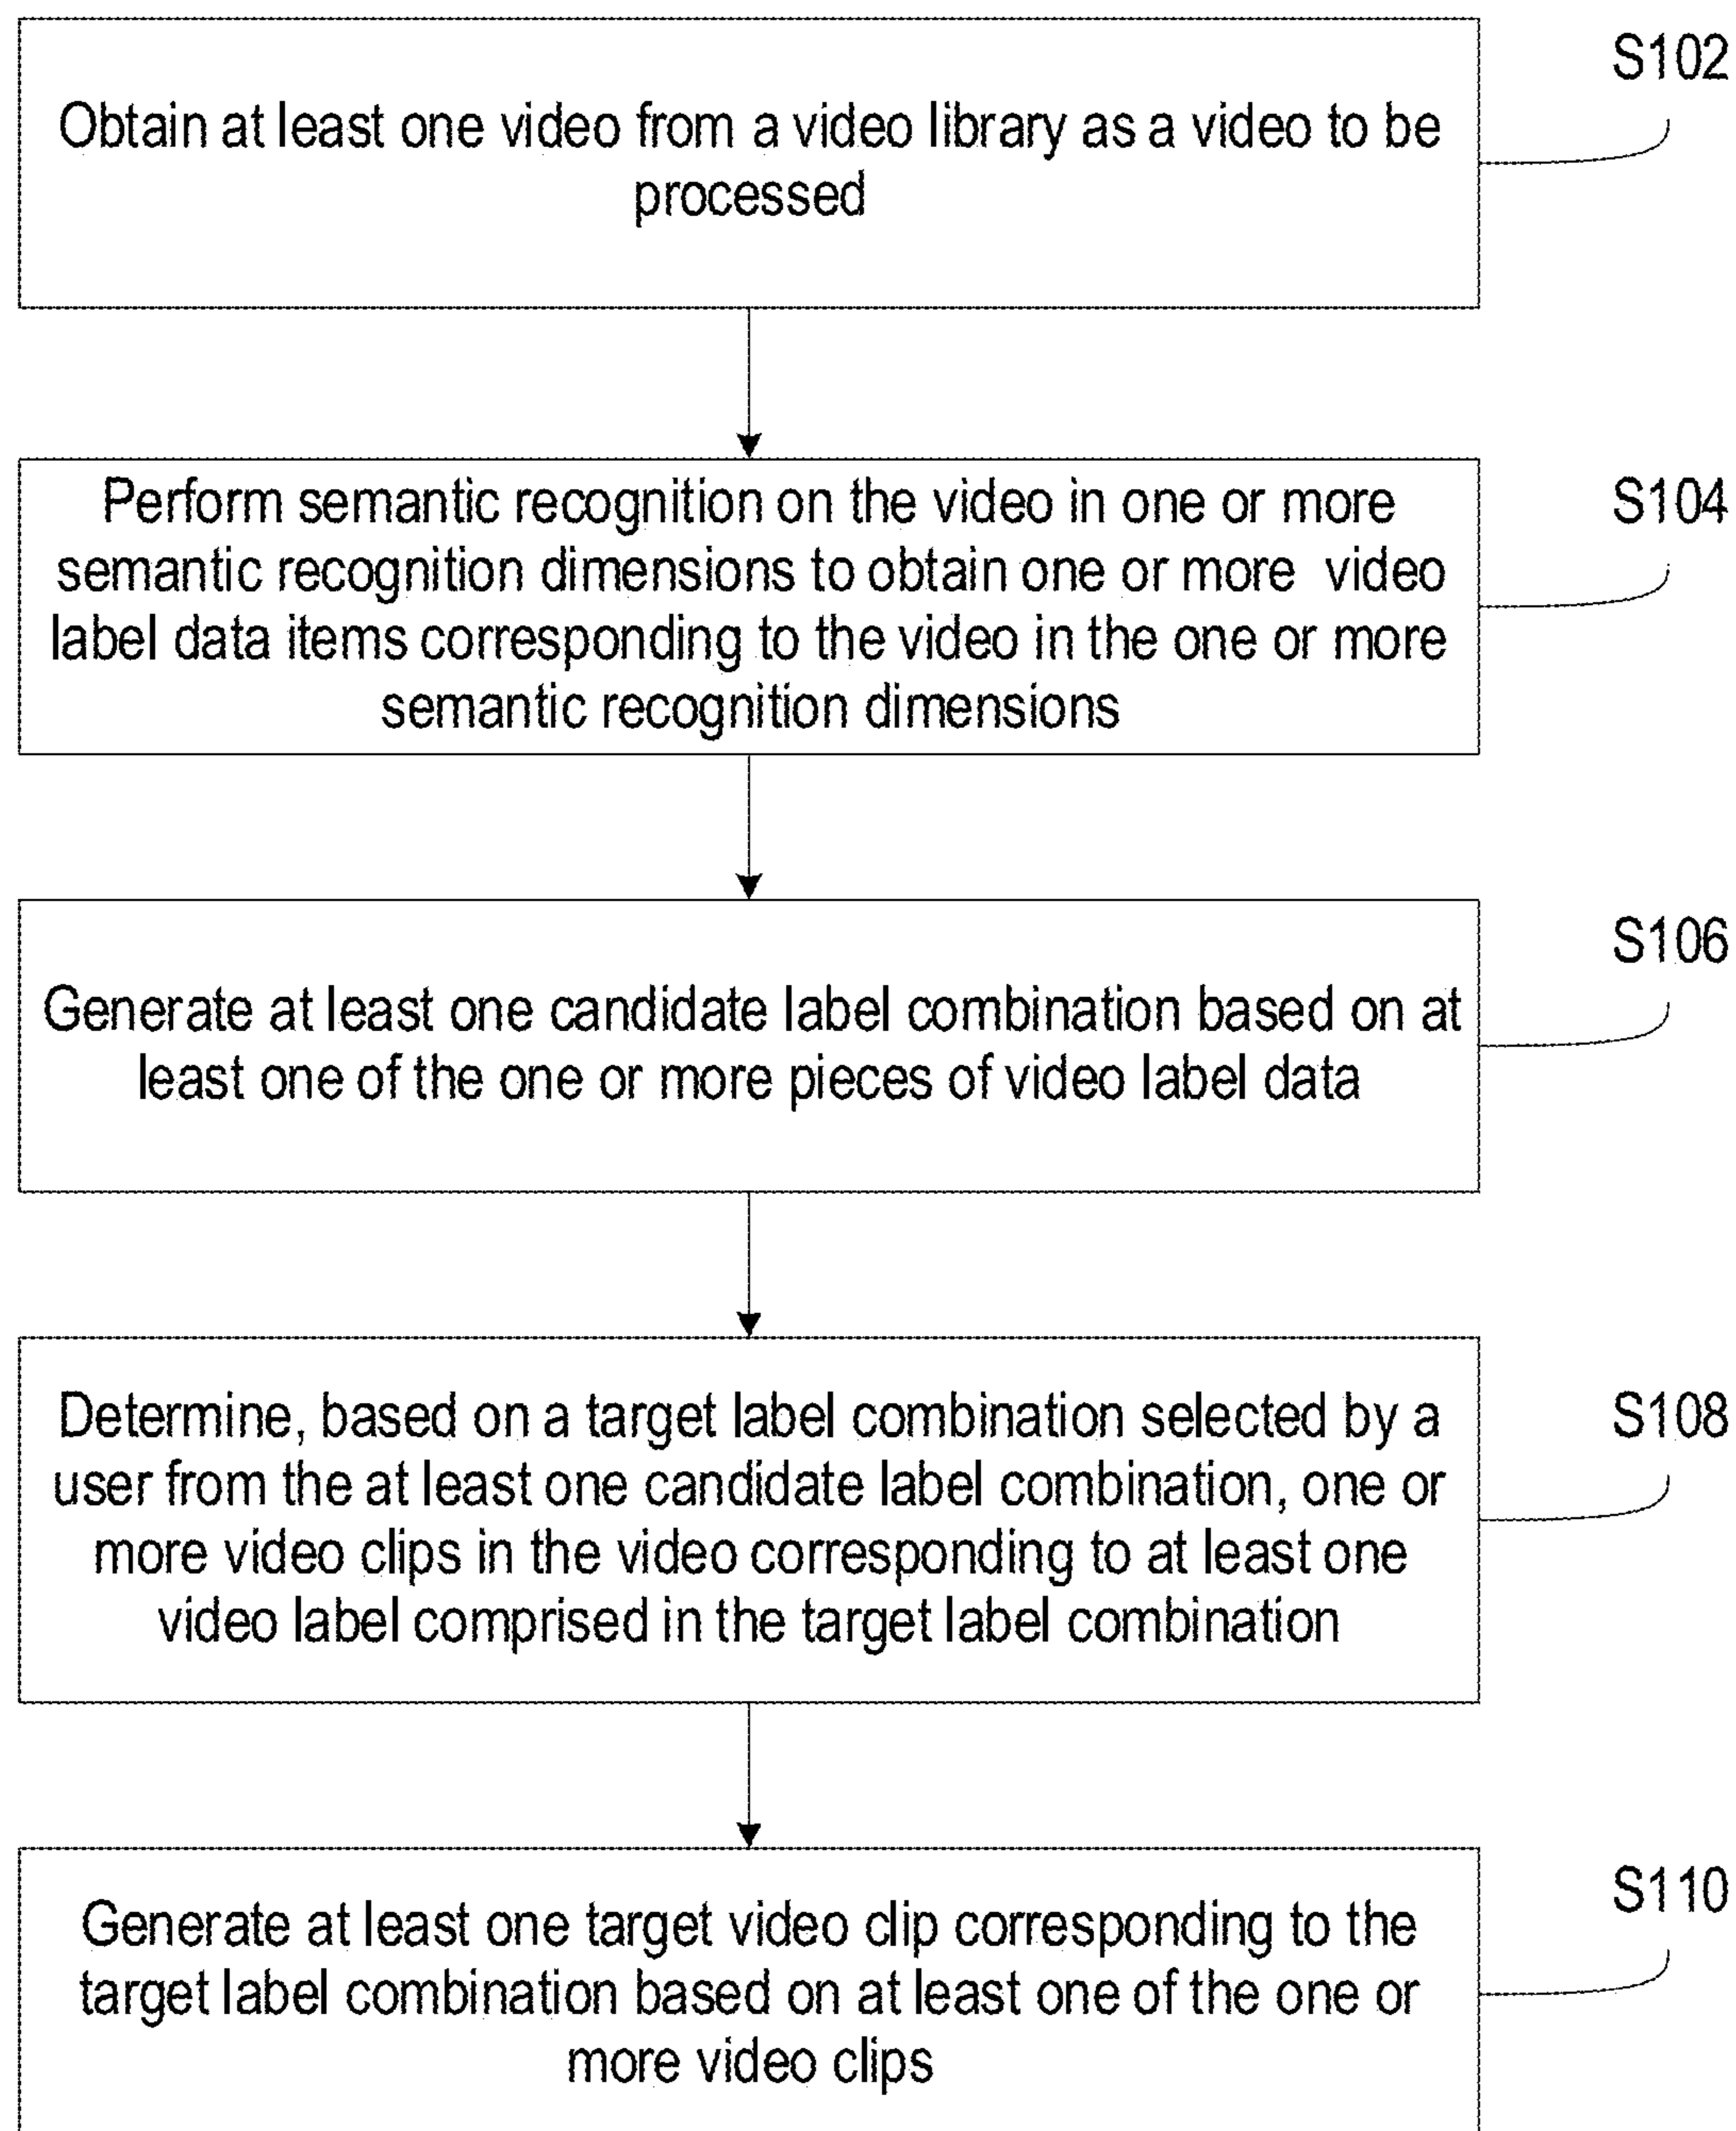 S102
Obtain at least one video from a video library as a video to be
processed
S104
Perform semantic recognition on the video in one or more
semantic recognition dimensions to obtain one or more video
label data items corresponding to the video in the one or more
semantic recognition dimensions
S106
Generate at least one candidate label combination based on at
least one of the one or more pieces of video label data
S108
Determine, based on a target label combination selected by a
user from the at least one candidate label combination, one or
more video clips in the video corresponding to at least one
video label comprised in the target label combination
S110
Generate at least one target video clip corresponding to the
target label combination based on at least one of the one or
more video clips